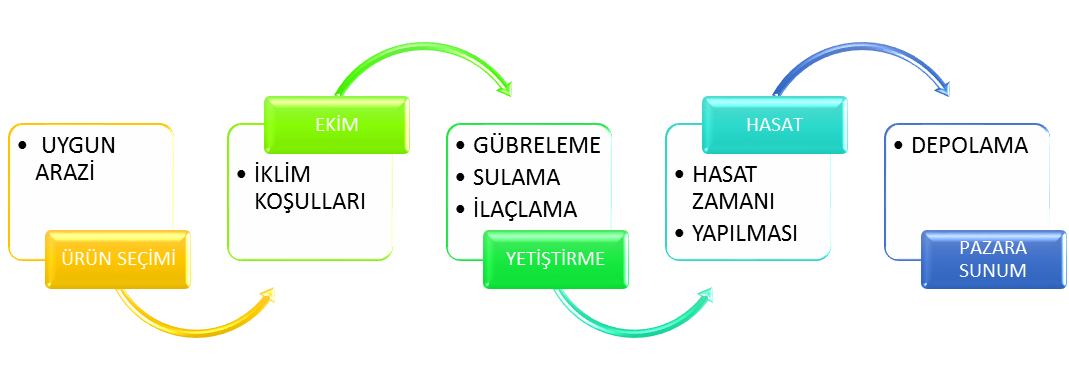 • UYGUN
ARAZİ
ÜRÜN SEÇİMİ
EKİM
• İKLİM
KOŞULLARI
• GÜBRELEME
• SULAMA
• İLAÇLAMA
YETİŞTİRME
HASAT
• HASAT
ZAMANI
• YAPILMASI
• DEPOLAMA
PAZARA
SUNUM